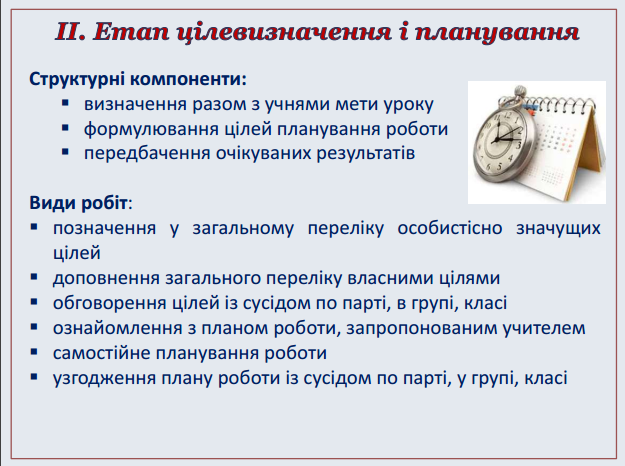 ІІ. Етап цілевизначення і планування
Структурні компоненти:
▪ визначення разом з учнями мети уроку
▪ формулювання цілей планування роботи
▪ передбачення очікуваних результатів
Види робіт:
▪ позначення у загальному переліку особистісно значущих
цілей
▪ доповнення загального переліку власними цілями
▪ обговорення цілей із сусідом по парті, в групі, класі
▪ ознайомлення з планом роботи, запропонованим учителем
▪ самостійне планування роботи
▪ узгодження плану роботи із сусідом по парті, у групі, класі